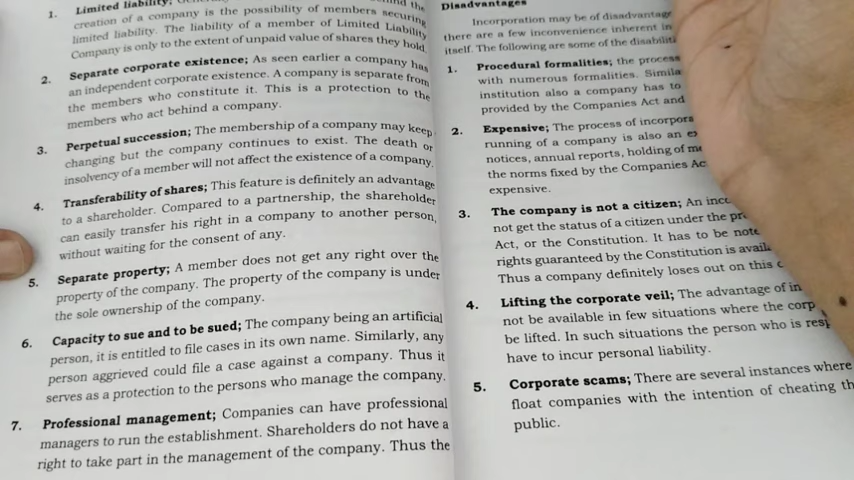 1. Limited liability;
creation of a company is the possibility of members securing
limited liability. The liability of a member of Limited Liability
Company is only to the extent of unpaid value of shares they hold.
2. Separate corporate existence; As seen earlier a company has
an independent corporate existence. A company is separate from
the members who constitute it. This is a protection to the
members who act behind a company.
3. Perpetual succession; The membership of a company may keep
changing but the company continues to exist. The death or
insolvency of a member will not affect the existence of a company.
4. Transferability of shares; This feature is definitely an advantage
to a shareholder. Compared to a partnership, the shareholder
can easily transfer his right in a company to another person,
without waiting for the consent of any.
5. Separate property; A member does not get any right over the
property of the company. The property of the company is under
the sole ownership of the company.
6. Capacity to sue and to be sued; The company being an artificial
person, it is entitled to file cases in its own name. Similarly, any
person aggrieved could file a case against a company. Thus it
serves as a protection to the persons who manage the company.
7. Professional management; Companies can have professional
managers to run the establishment. Shareholders do not have a
right to take part in the management of the company. Thus the
Disadvantages
Incorporation may be of disadvantage
there are a few inconvenience inherent in
itself. The following are some of the
1. Procedural formalities; the process
with numerous formalities.
institution also a company has to
provided by the Companies Act and
2. Expensive; The process of
running of a company is also an
notices, annual reports, holding of
the norms fixed by the Companies
expensive.
3. The company is not a citizen; An
not get the status of a citizen under the
Act, or the Constitution. It has to be
rights guaranteed by the Constitution is
Thus a company definitely loses out on this
4. Lifting the corporate veil; The advantage of
not be available in few situations where the
be lifted. In such situations the person who is
have to incur personal liability.
5. Corporate scams; There are several instances where
float companies with the intention of cheating
public.